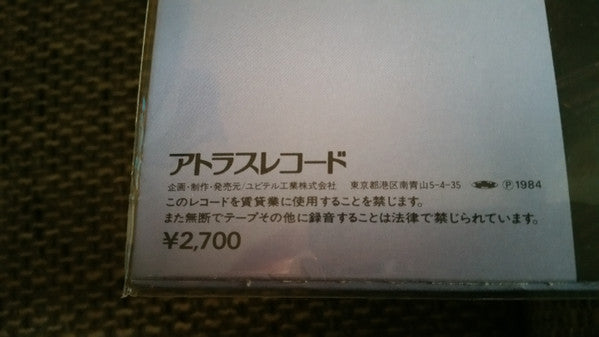 アトラスレコード
企画・制作・発売元/ユピテル工業株式会社 東京都港区南青山5-4-35 Ⓟ1984
このレコードを賃貸業に使用することを禁じます。
また無断でテープその他に録音することは法律で禁じられています。
¥2,700